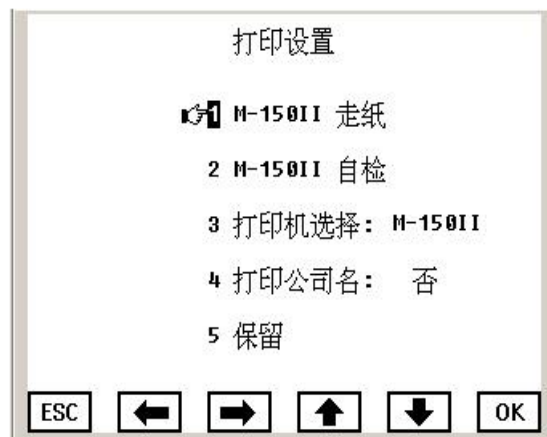 打印设置
1 M-150II 走纸
2 M-150II 自检
3 打印机选择: M-150II
4 打印公司名: 否
5 保留
ESC OK